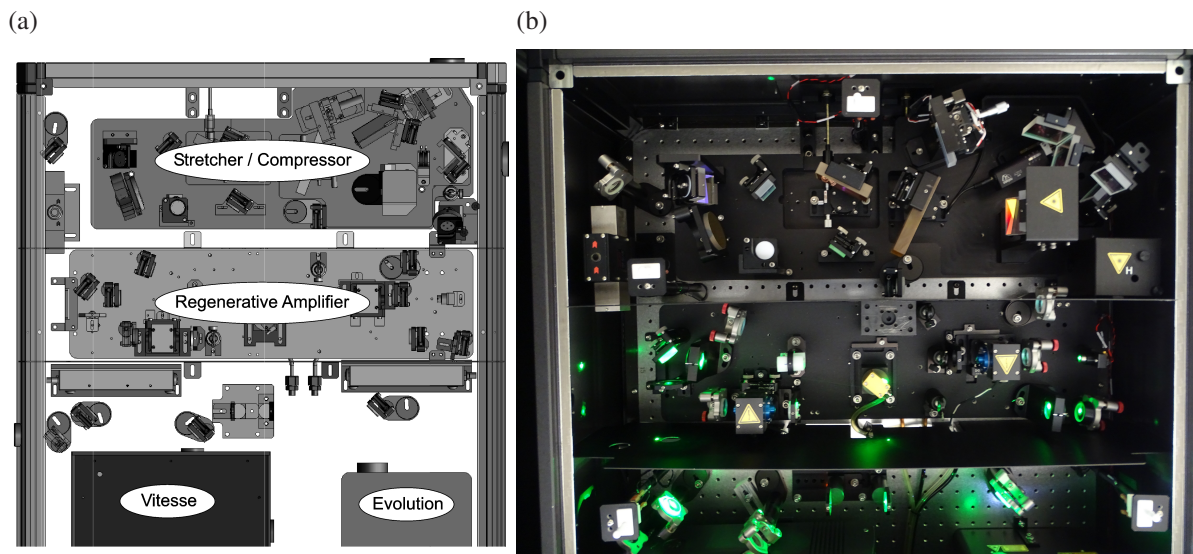 (a)
(b)
Stretcher / Compressor
Regenerative Amplifier
Vitesse
Evolution
H